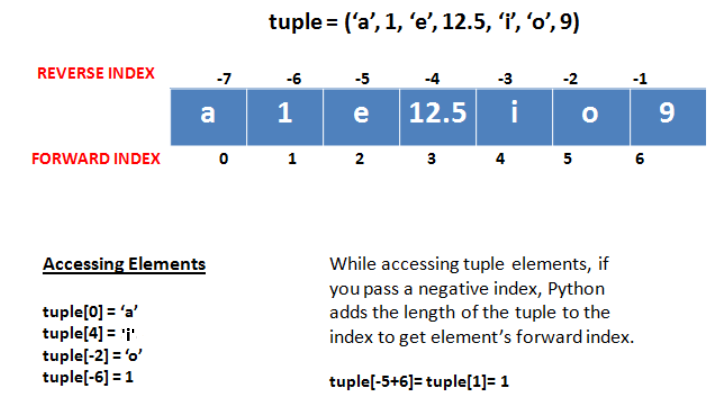 tuple = (‘a’, 1, ‘e’, 12.5, ‘i’, ‘o’, 9)
REVERSE INDEX -7 -6 -5 -4 -3 -2 -1
a 1 e 12.5 i o 9
FORWARD INDEX 0 1 2 3 4 5 6
Accessing Elements
tuple[0] = ‘a’
tuple[4] = 'i'
tuple[-2] = ‘o’
tuple[-6] = 1
While accessing tuple elements, if
you pass a negative index, Python
adds the length of the tuple to the
index to get element’s forward index.
tuple[-5+6]= tuple[1]= 1